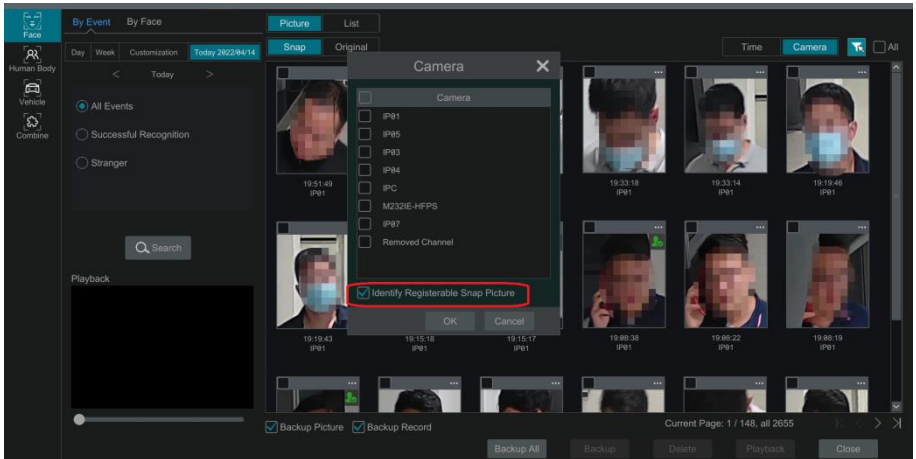 Face
Human Body
Vehicle
Combine
By Event By Face
Day Week Customization Today 2022/04/14
< Today >
All Events
Successful Recognition
Stranger
Search
Playback
Picture List
Snap Original
Time Camera All
Camera
Camera
IP01
IP05
IP03
IP04
IPC
M232IE-HFPS
IP07
Removed Channel
Identify Registerable Snap Picture
OK Cancel
19:51:49
IP01
19:33:18
IP01
19:33:14
IP01
19:19:46
IP01
19:19:43
IP01
19:15:18
IP01
19:15:17
IP01
19:08:38
IP01
19:08:22
IP01
19:08:19
IP01
Backup Picture Backup Record
Current Page: 1 / 148, all 2655
Backup All Backup Delete Playback Close